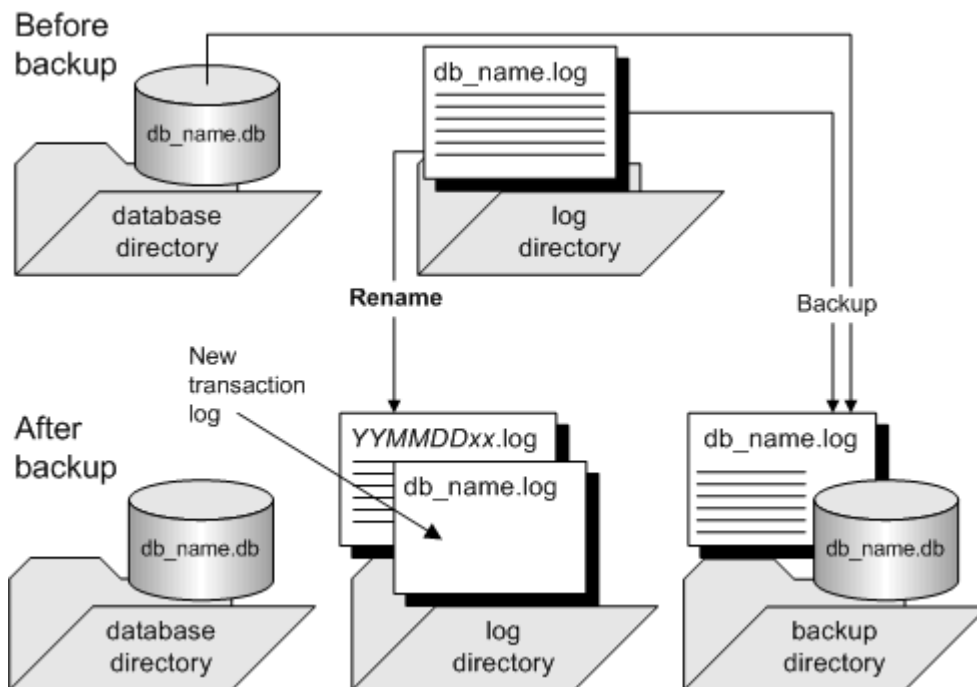 Before
backup
db_name.db
database
directory
db_name.log
log
directory
Rename
Backup
New
transaction
log
After
backup
db_name.db
database
directory
YYMMDDxx.log
db_name.log
log
directory
db_name.log
db_name.db
backup
directory